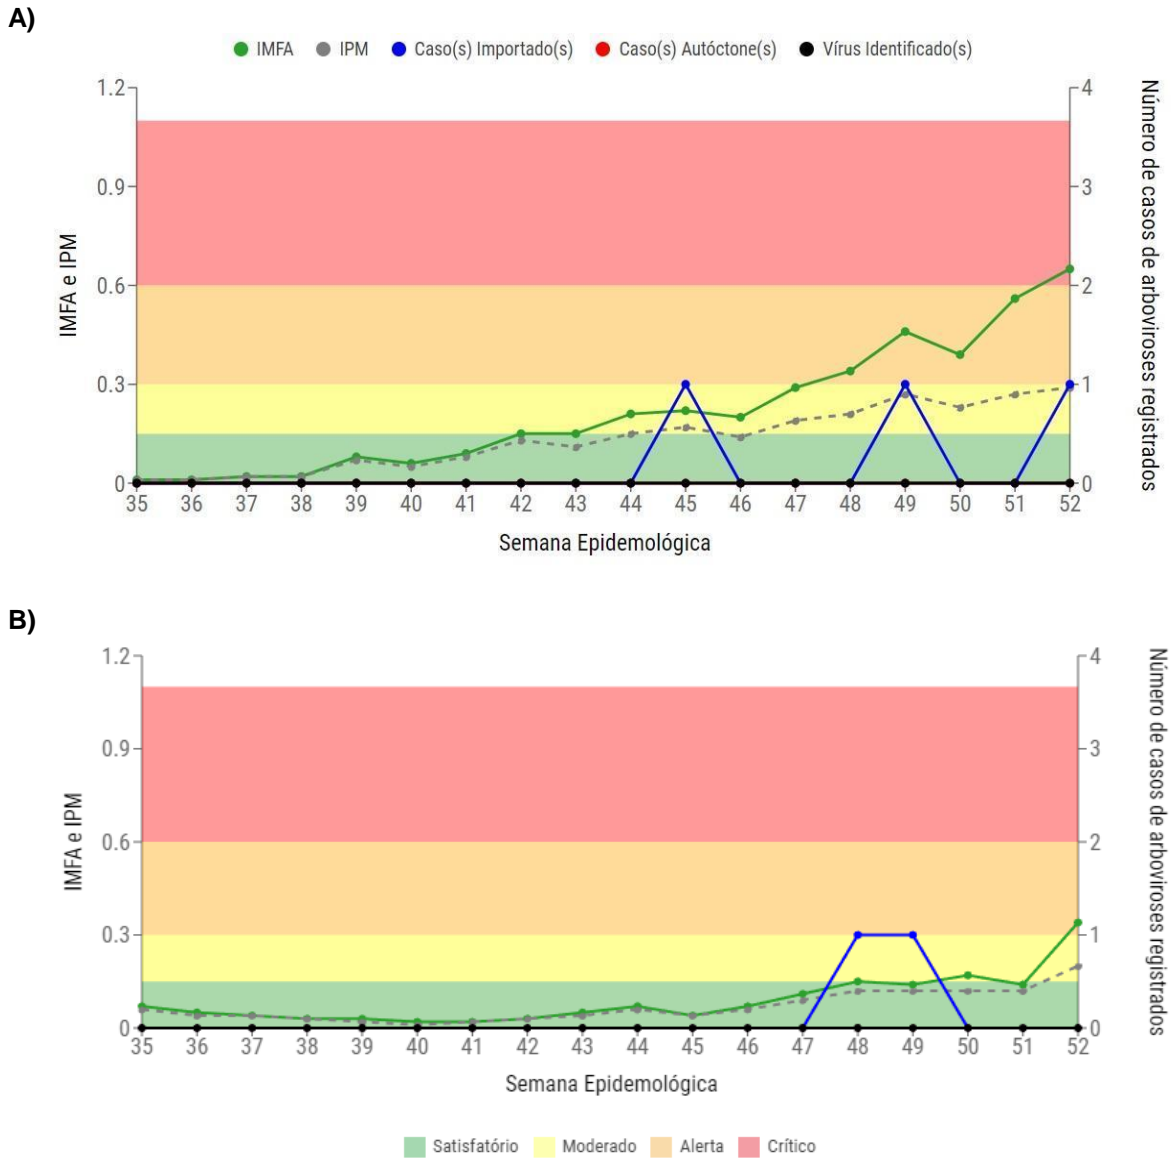 A)
IMFA IPM Caso(s) Importado(s) Caso(s) Autóctone(s) Vírus Identificado(s)
1.2
0.9
0.6
0.3
0
IMFA e IPM
4
3
2
1
0
Número de casos de arboviroses registrados
35 36 37 38 39 40 41 42 43 44 45 46 47 48 49 50 51 52
Semana Epidemológica
B)
1.2
0.9
0.6
0.3
0
IMFA e IPM
4
3
2
1
0
Número de casos de arboviroses registrados
35 36 37 38 39 40 41 42 43 44 45 46 47 48 49 50 51 52
Semana Epidemológica
Satisfatório Moderado Alerta Crítico